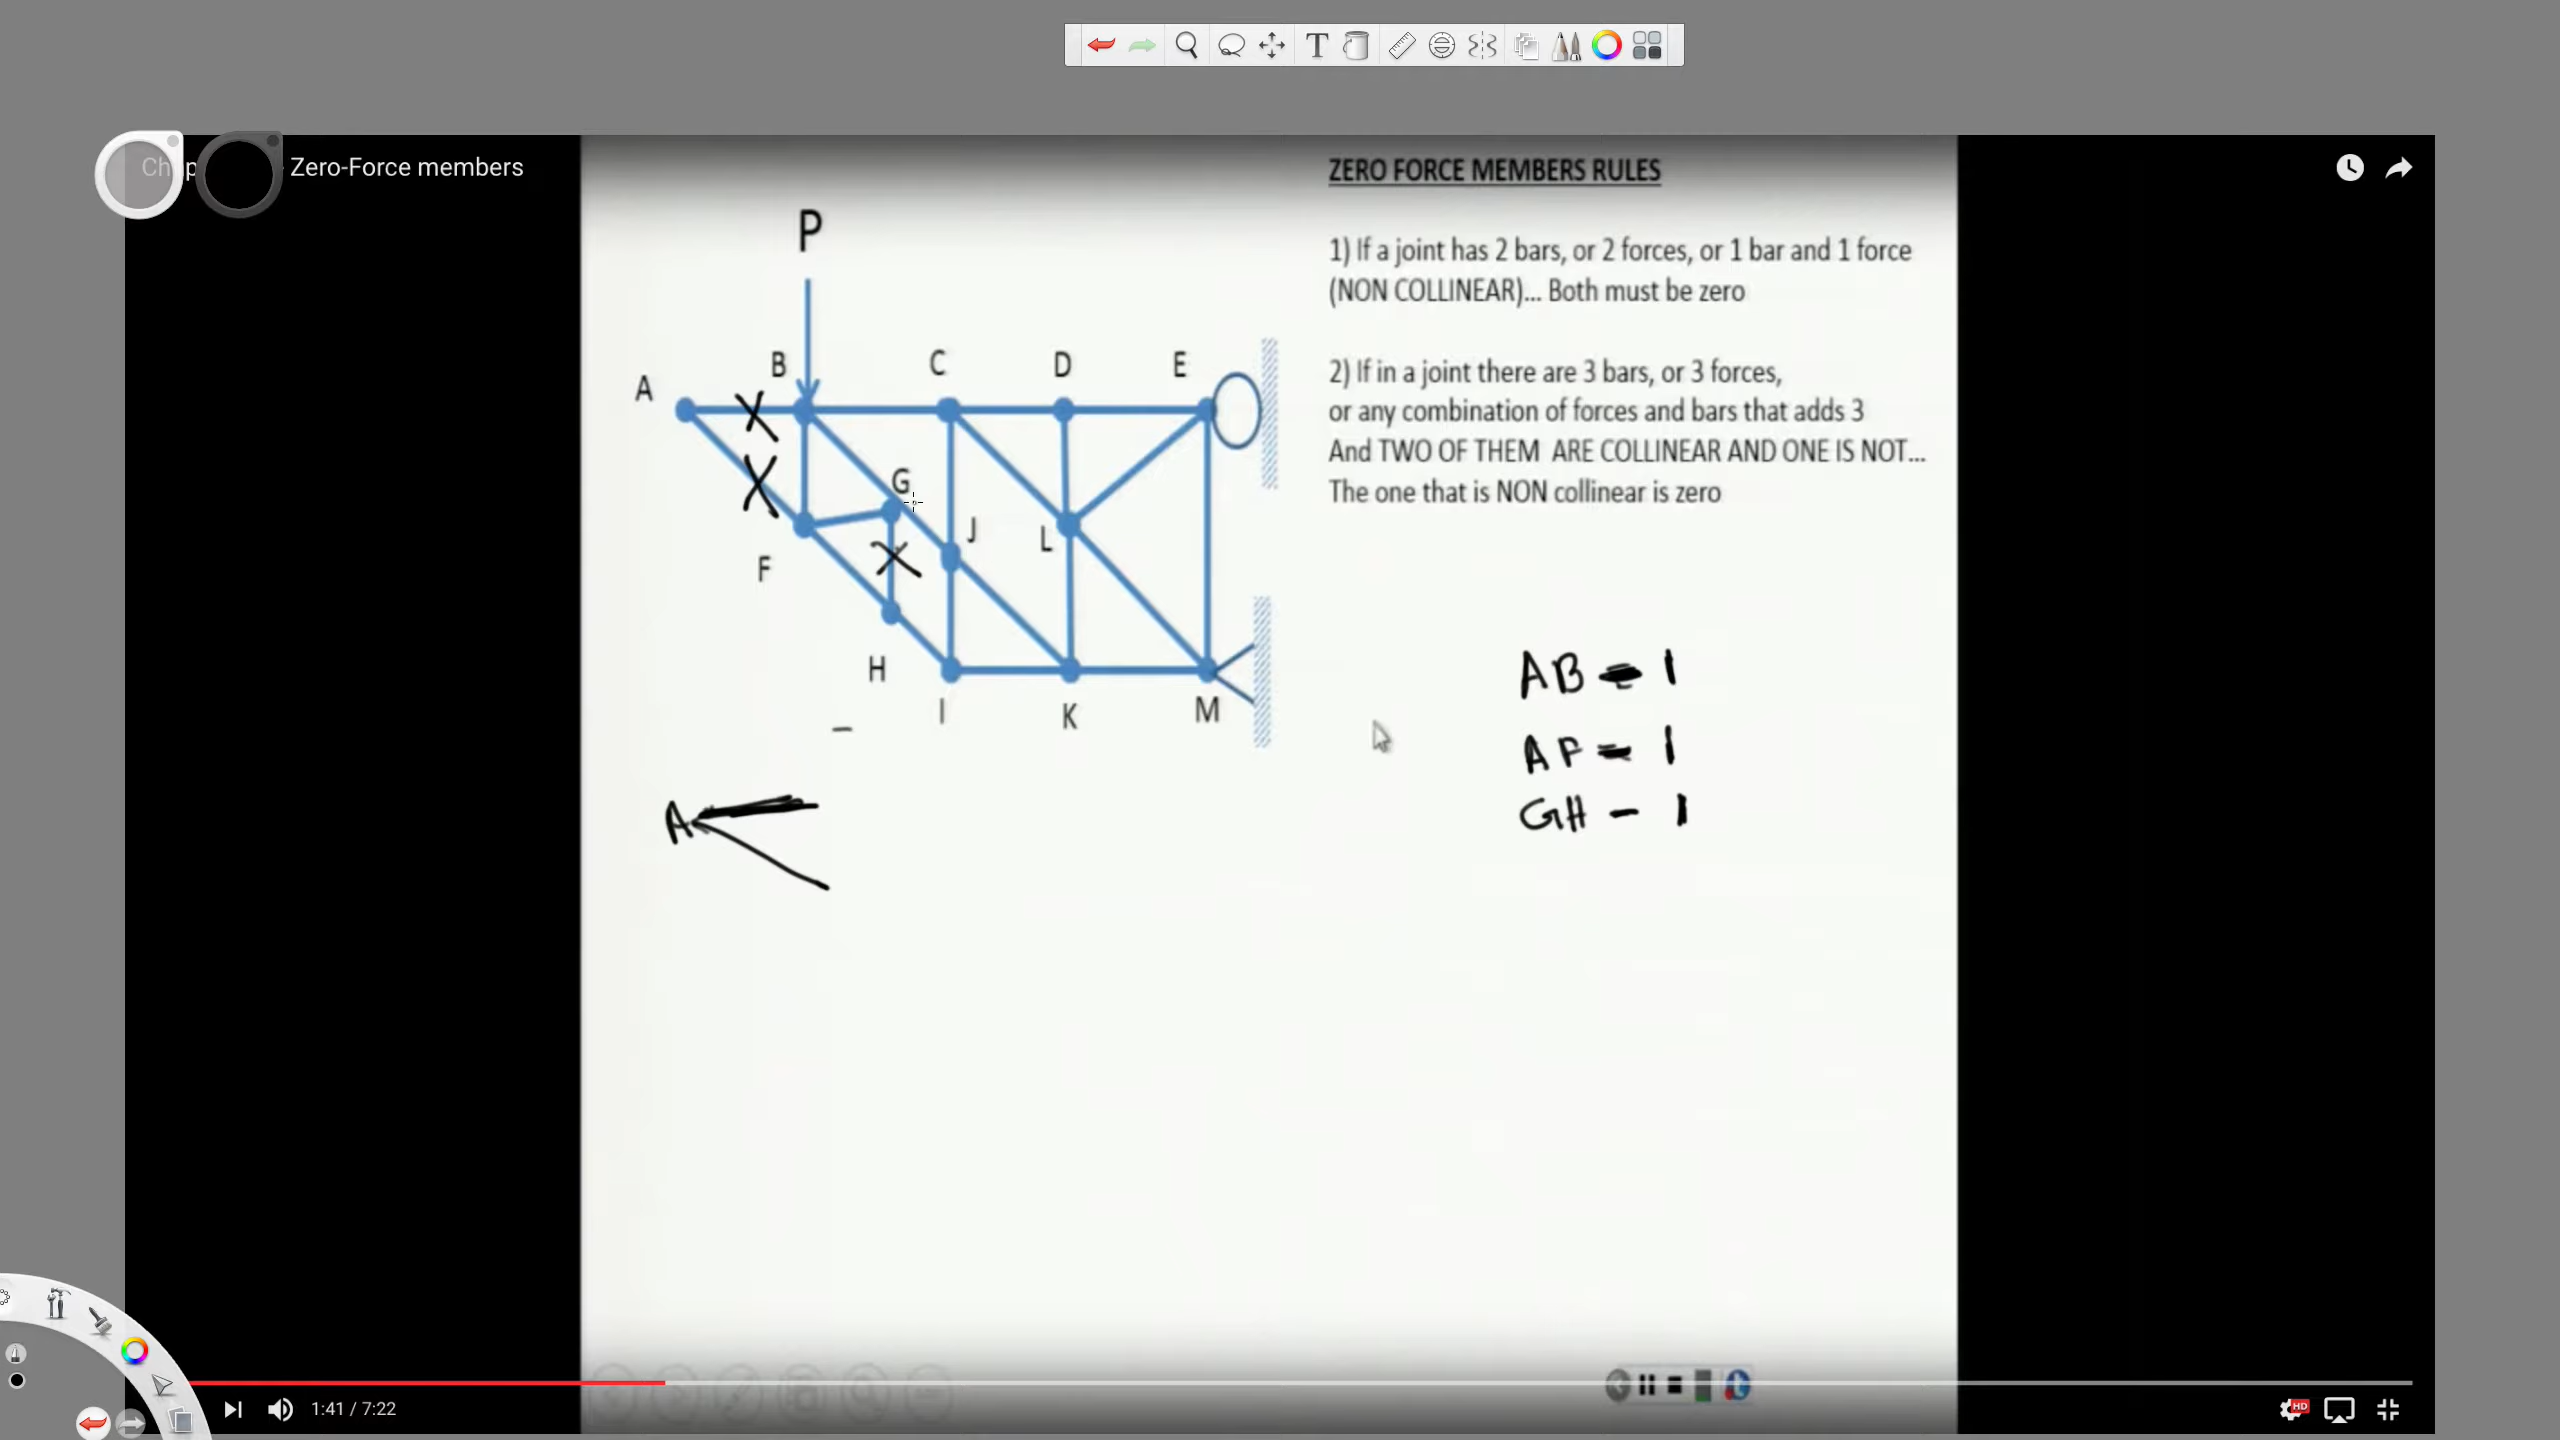 Zero-Force members
ZERO FORCE MEMBERS RULES
P
1) If a joint has 2 bars, or 2 forces, or 1 bar and 1 force
(NON COLLINEAR)... Both must be zero
A B C D E
2) If in a joint there are 3 bars, or 3 forces,
or any combination of forces and bars that adds 3
And TWO OF THEM ARE COLLINEAR AND ONE IS NOT...
The one that is NON collinear is zero
G
J
L
F
H
I
K
M
AB - 1
AF - 1
GH - 1
A
1:41 / 7:22
HD